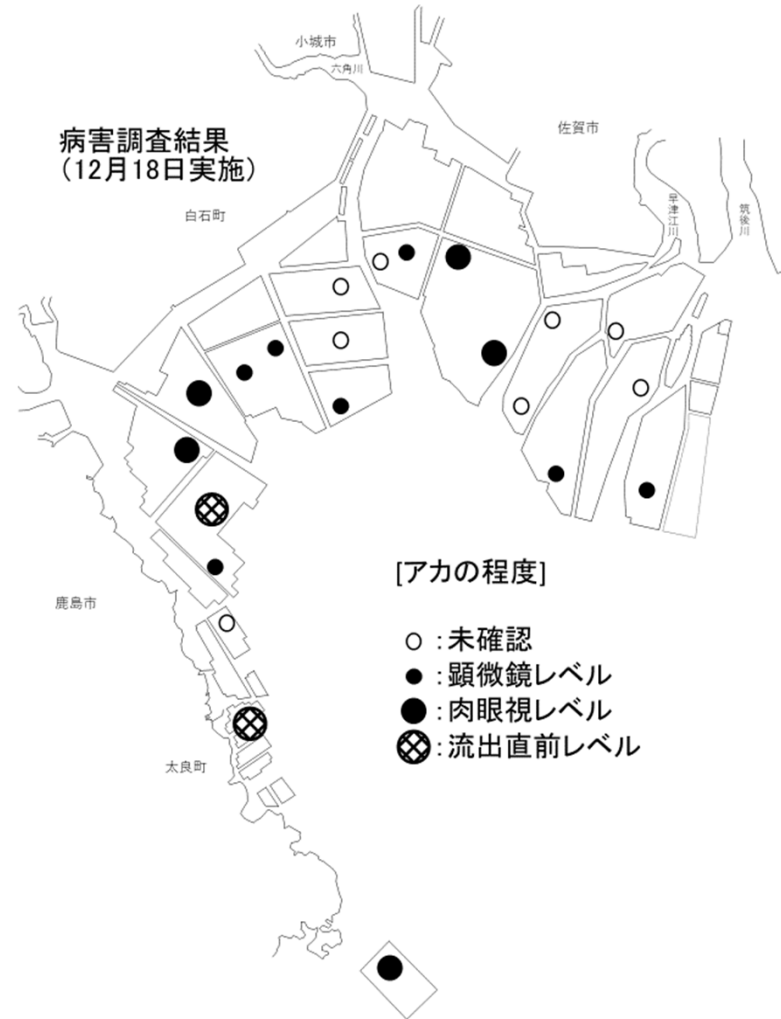 小城市
六角川
佐賀市
病害調査結果
（12月18日実施）
早津江川
筑後川
白石町
[アカの程度]
鹿島市
○：未確認
●：顕微鏡レベル
●：肉眼視レベル
：流出直前レベル
太良町